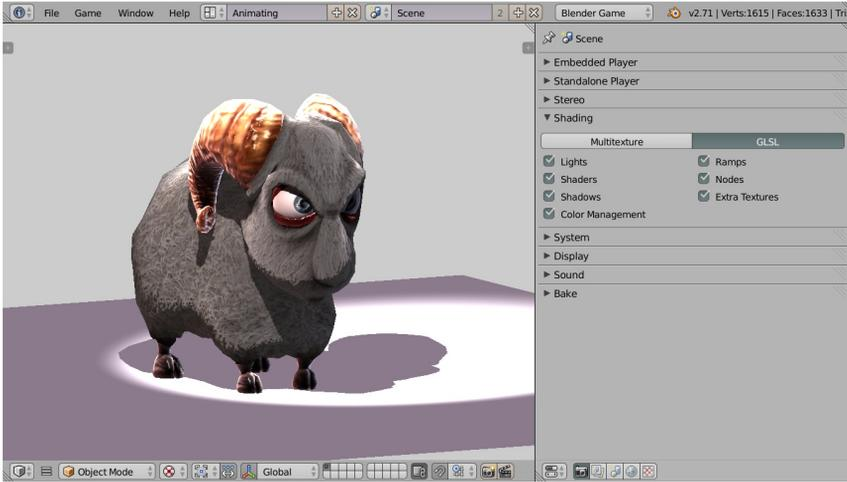 File Game Window Help Animating Scene 2 Blender Game v2.71 | Verts:1615 | Faces:1633 | Tri
Scene
Embedded Player
Standalone Player
Stereo
Shading
Multitexture GLSL
Lights Ramps
Shaders Nodes
Shadows Extra Textures
Color Management
System
Display
Sound
Bake
Object Mode Global